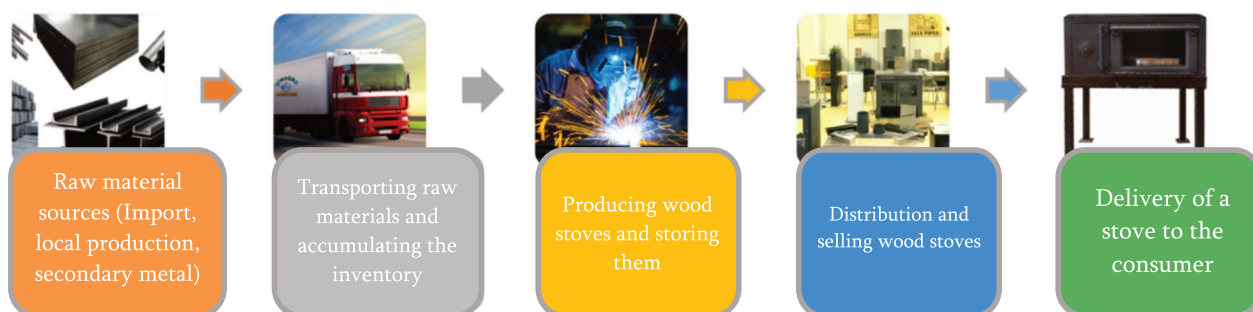 Raw material
sources (Import,
local production,
secondary metal)
Transporting raw
materials and
accumulating the
inventory
Producing wood
stoves and storing
them
Distribution and
selling wood stoves
Delivery of a
stove to the
consumer